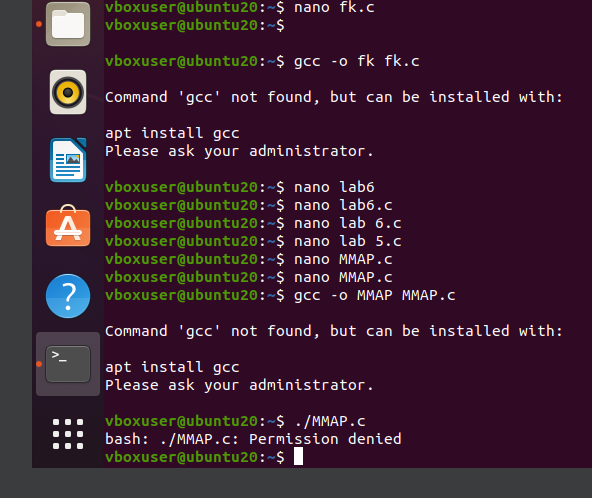 vboxuser@ubuntu20:~$ nano fk.c
vboxuser@ubuntu20:~$
vboxuser@ubuntu20:~$ gcc -o fk fk.c
Command 'gcc' not found, but can be installed with:
apt install gcc
Please ask your administrator.
vboxuser@ubuntu20:~$ nano lab6
vboxuser@ubuntu20:~$ nano lab6.c
vboxuser@ubuntu20:~$ nano lab 6.c
vboxuser@ubuntu20:~$ nano lab 5.c
vboxuser@ubuntu20:~$ nano MMAP.c
vboxuser@ubuntu20:~$ nano MMAP.c
vboxuser@ubuntu20:~$ gcc -o MMAP MMAP.c
Command 'gcc' not found, but can be installed with:
apt install gcc
Please ask your administrator.
vboxuser@ubuntu20:~$ ./MMAP.c
bash: ./MMAP.c: Permission denied
vboxuser@ubuntu20:~$